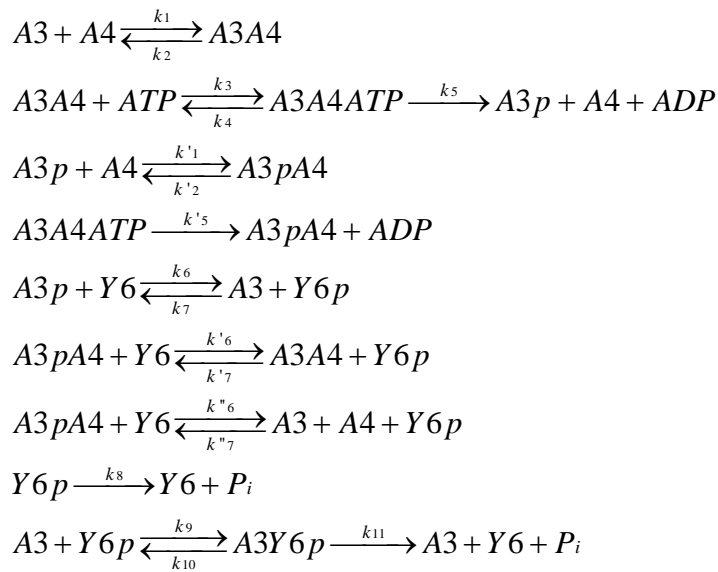 A3 + A4 ⇌ A3A4 (k1, k2)
A3A4 + ATP ⇌ A3A4ATP (k3, k4) → A3p + A4 + ADP (k5)
A3p + A4 ⇌ A3pA4 (k'1, k'2)
A3A4ATP → A3pA4 + ADP (k'5)
A3p + Y6 ⇌ A3 + Y6p (k6, k7)
A3pA4 + Y6 ⇌ A3A4 + Y6p (k'6, k'7)
A3pA4 + Y6 ⇌ A3 + A4 + Y6p (k"6, k"7)
Y6p → Y6 + Pi (k8)
A3 + Y6p ⇌ A3Y6p (k9, k10) → A3 + Y6 + Pi (k11)